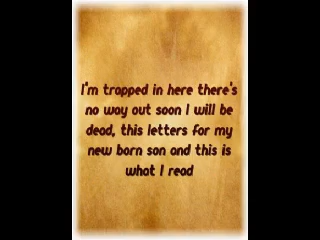 I'm trapped in here there's
no way out soon I will be
dead, this letters for my
new born son and this is
what I read